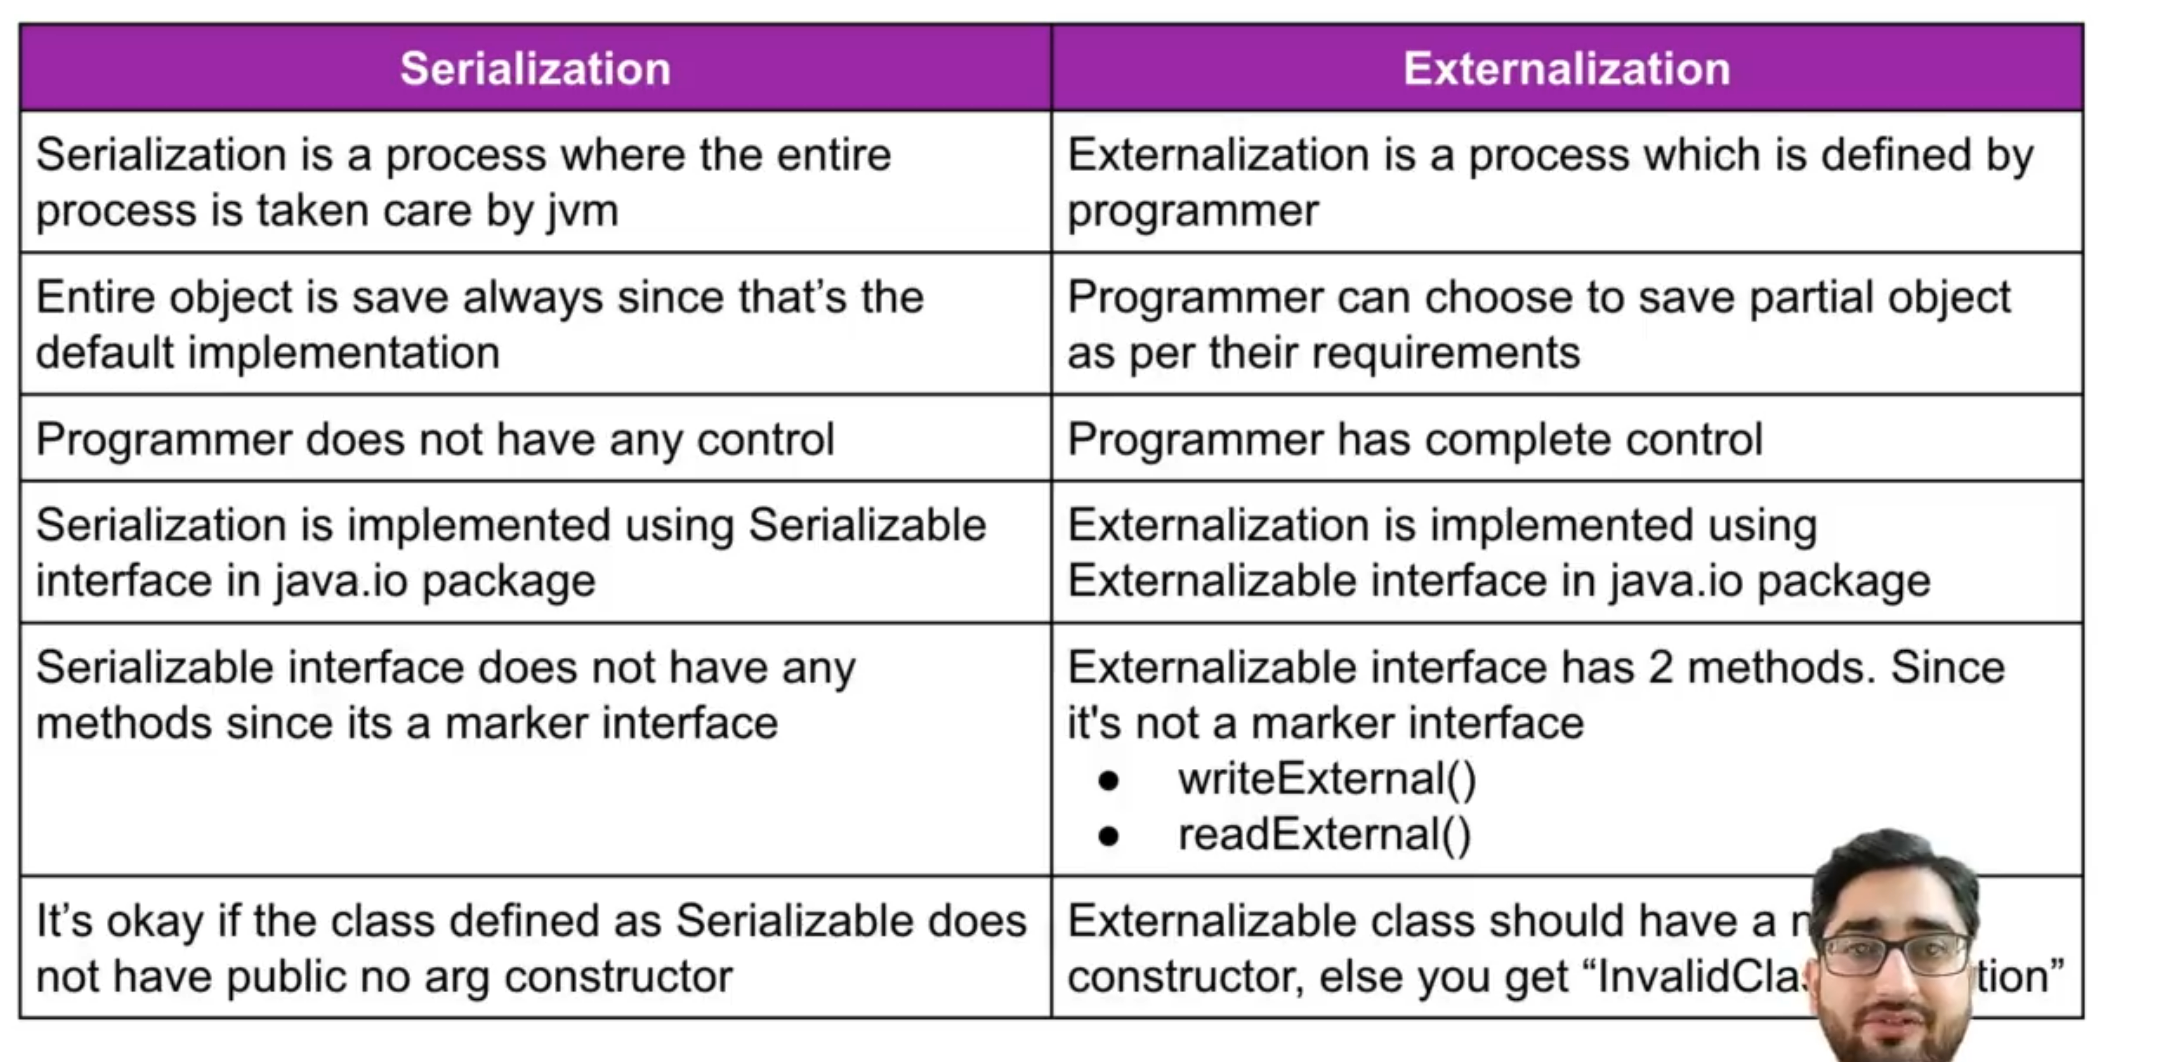 Serialization
Externalization
Serialization is a process where the entire
process is taken care by jvm
Externalization is a process which is defined by
programmer
Entire object is save always since that’s the
default implementation
Programmer can choose to save partial object
as per their requirements
Programmer does not have any control
Programmer has complete control
Serialization is implemented using Serializable
interface in java.io package
Externalization is implemented using
Externalizable interface in java.io package
Serializable interface does not have any
methods since its a marker interface
Externalizable interface has 2 methods. Since
it's not a marker interface
● writeExternal()
● readExternal()
It’s okay if the class defined as Serializable does
not have public no arg constructor
Externalizable class should have a
constructor, else you get